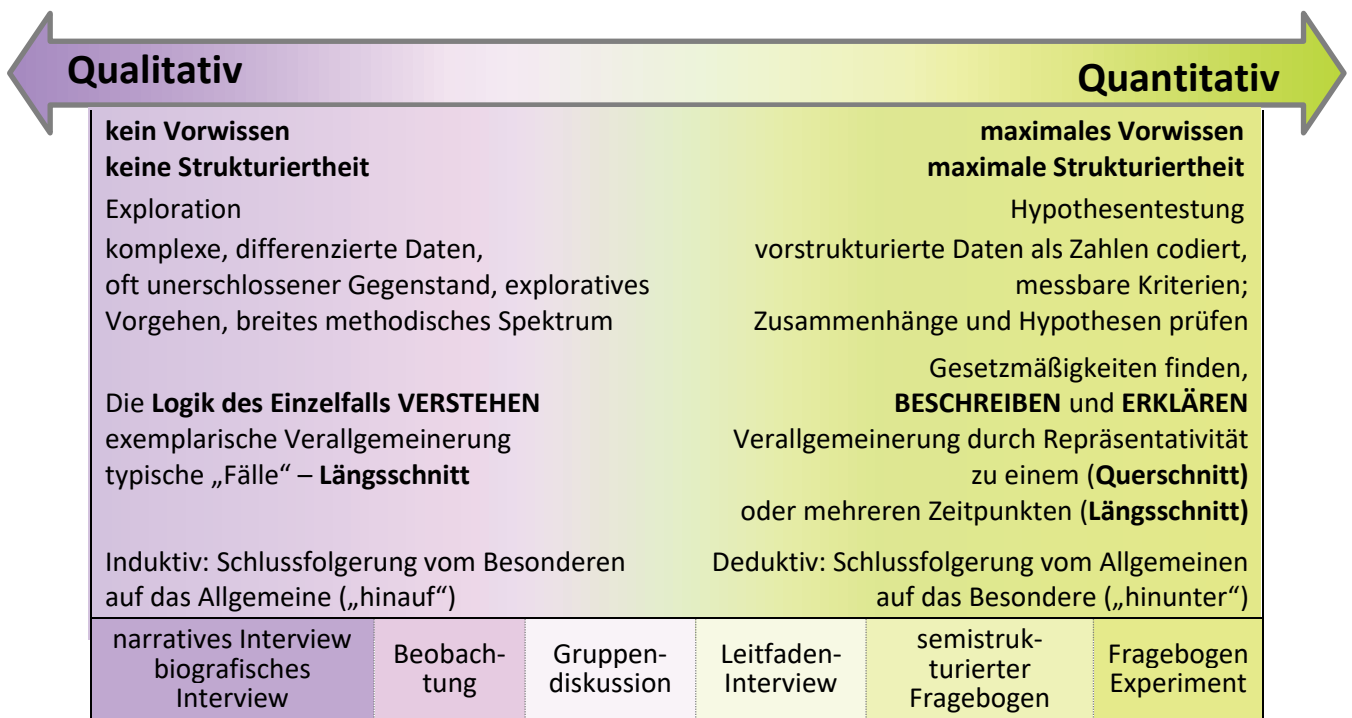 Qualitativ
Quantitativ
kein Vorwissen
keine Strukturiertheit
maximales Vorwissen
maximale Strukturiertheit
Exploration
Hypothesentestung
komplexe, differenzierte Daten,
oft unerschlossener Gegenstand, exploratives
Vorgehen, breites methodisches Spektrum
vorstrukturierte Daten als Zahlen codiert,
messbare Kriterien;
Zusammenhänge und Hypothesen prüfen
Die Logik des Einzelfalls VERSTEHEN
exemplarische Verallgemeinerung
typische „Fälle“ – Längsschnitt
Gesetzmäßigkeiten finden,
BESCHREIBEN und ERKLÄREN
Verallgemeinerung durch Repräsentativität
zu einem (Querschnitt)
oder mehreren Zeitpunkten (Längsschnitt)
Induktiv: Schlussfolgerung vom Besonderen
auf das Allgemeine („hinauf“)
Deduktiv: Schlussfolgerung vom Allgemeinen
auf das Besondere („hinunter“)
narratives Interview
biografisches
Interview
Beobach-
tung
Gruppen-
diskussion
Leitfaden-
Interview
semistruk-
turierter
Fragebogen
Fragebogen
Experiment